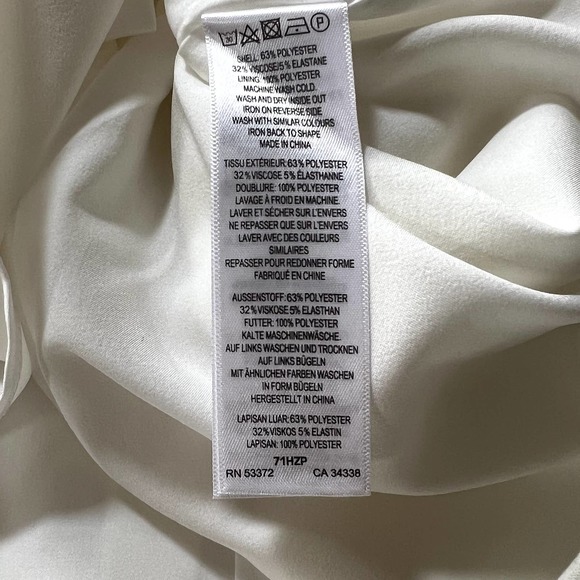 30 P
SHELL: 63% POLYESTER
32% VISCOSE/5% ELASTANE
LINING: 100% POLYESTER
MACHINE WASH COLD.
WASH AND DRY INSIDE OUT
IRON ON REVERSE SIDE
WASH WITH SIMILAR COLOURS
IRON BACK TO SHAPE
MADE IN CHINA
TISSU EXTÉRIEUR: 63% POLYESTER
32% VISCOSE 5% ÉLASTHANNE
DOUBLURE: 100% POLYESTER
LAVAGE À FROID EN MACHINE.
LAVER ET SÉCHER SUR L'ENVERS
NE REPASSER QUE SUR L'ENVERS
LAVER AVEC DES COULEURS
SIMILAIRES
REPASSER POUR REDONNER FORME
FABRIQUÉ EN CHINE
AUSSENSTOFF: 63% POLYESTER
32% VISKOSE 5% ELASTHAN
FUTTER: 100% POLYESTER
KALTE MASCHINENWÄSCHE.
AUF LINKS WASCHEN UND TROCKNEN
AUF LINKS BÜGELN
MIT ÄHNLICHEN FARBEN WASCHEN
IN FORM BÜGELN
HERGESTELLT IN CHINA
LAPISAN LUAR: 63% POLYESTER
32% VISKOS 5% ELASTIN
LAPISAN: 100% POLYESTER
71HZP
RN 53372 CA 34338